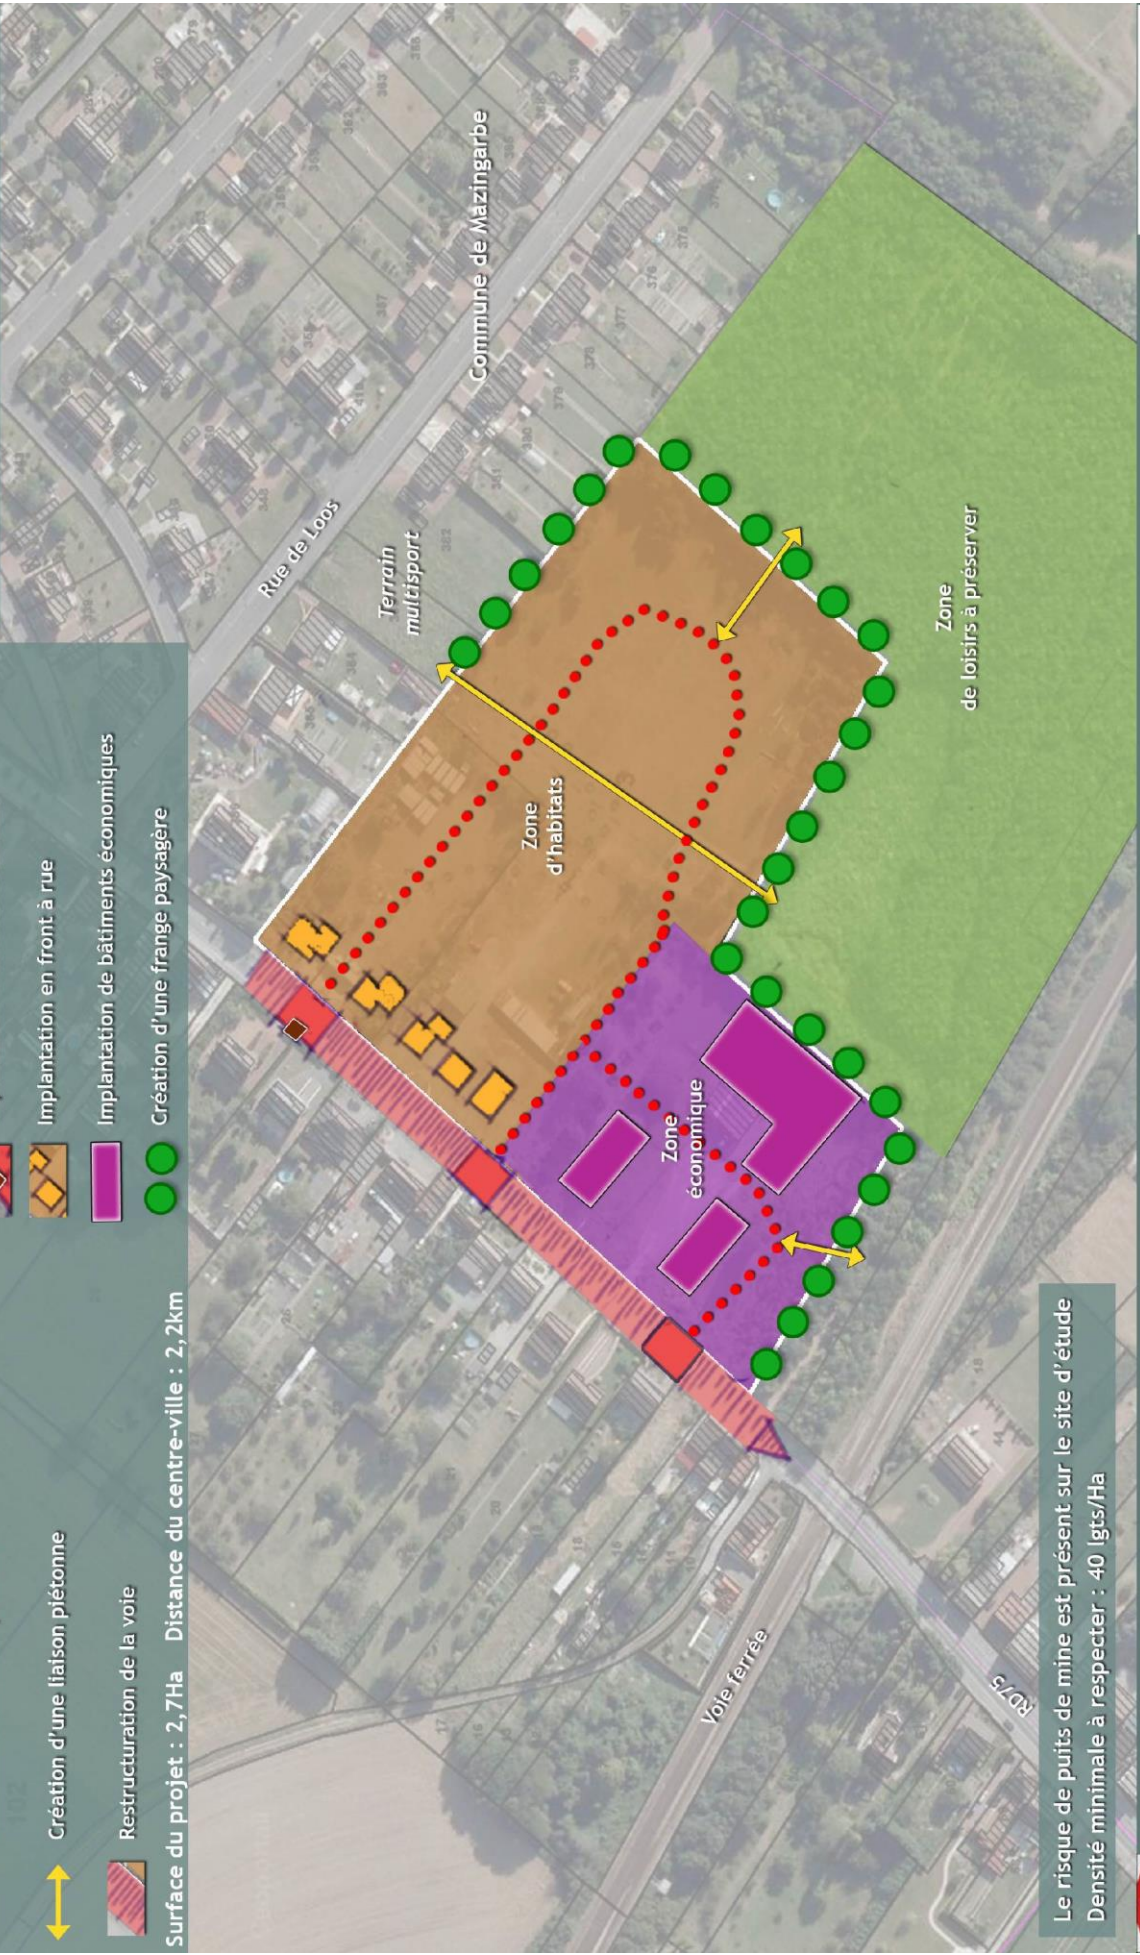 Création d'une liaison piétonne
Restructuration de la voie
Implantation en front à rue
Implantation de bâtiments économiques
Création d'une frange paysagère
Surface du projet : 2,7Ha Distance du centre-ville : 2,2km
Rue de Loos
Terrain
multisport
Commune de Mazingarbe
Zone
d'habitats
Zone
économique
Zone
de loisirs à préserver
Voie ferrée
RD75
Le risque de puits de mine est présent sur le site d'étude
Densité minimale à respecter : 40 lgts/Ha